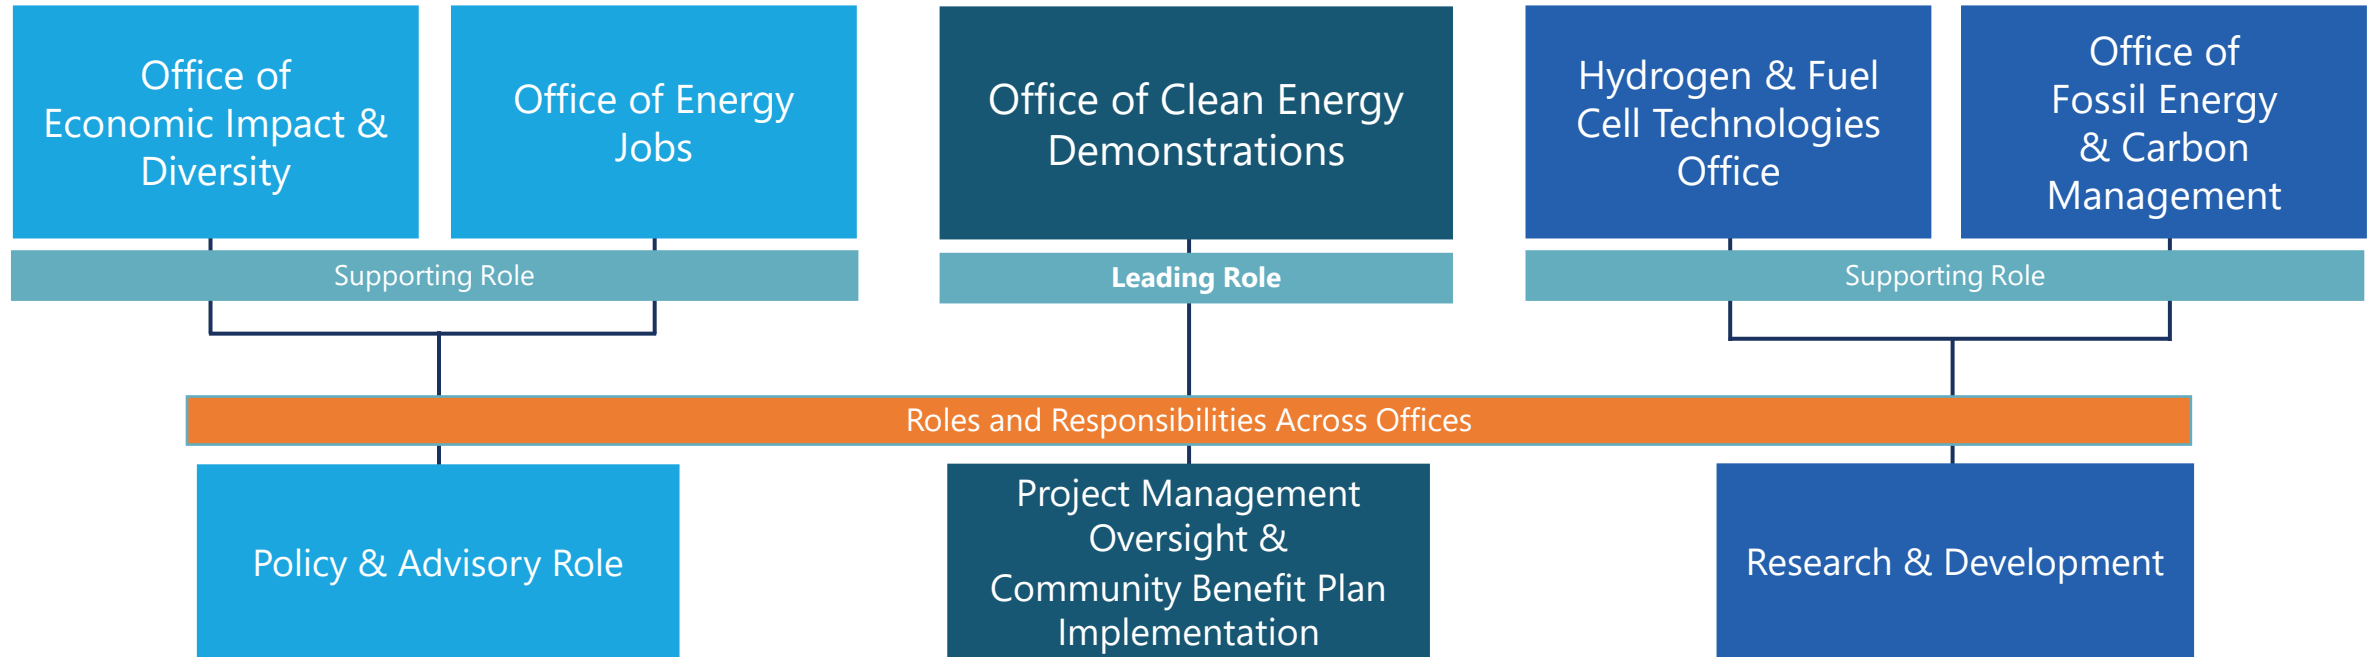 Office of
Economic Impact &
Diversity
Office of Energy
Jobs
Office of Clean Energy
Demonstrations
Hydrogen & Fuel
Cell Technologies
Office
Office of
Fossil Energy
& Carbon
Management
Supporting Role
Leading Role
Supporting Role
Roles and Responsibilities Across Offices
Policy & Advisory Role
Project Management
Oversight &
Community Benefit Plan
Implementation
Research & Development